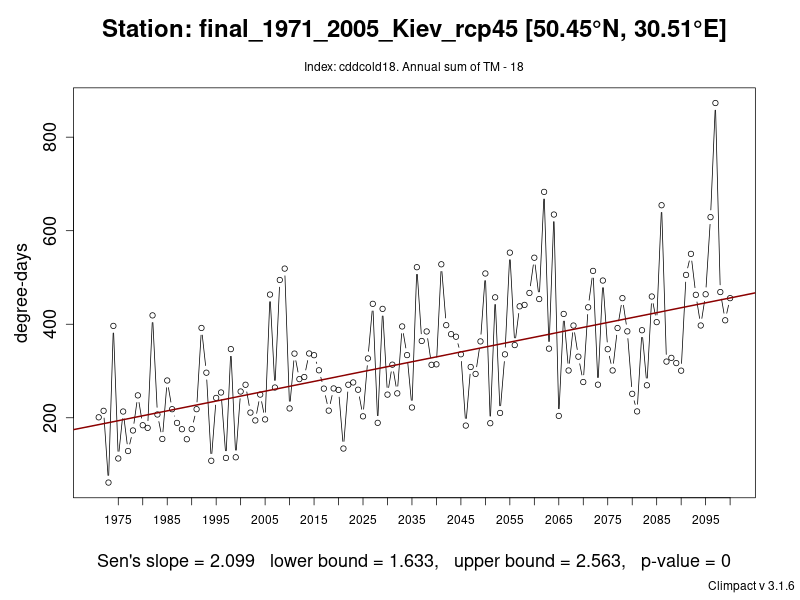 Station: final_1971_2005_Kiev_rcp45 [50.45°N, 30.51°E]
Index: cddcold18. Annual sum of TM - 18
degree-days
800
600
400
200
1975 1985 1995 2005 2015 2025 2035 2045 2055 2065 2075 2085 2095
Sen's slope = 2.099 lower bound = 1.633, upper bound = 2.563, p-value = 0
Climpact v 3.1.6